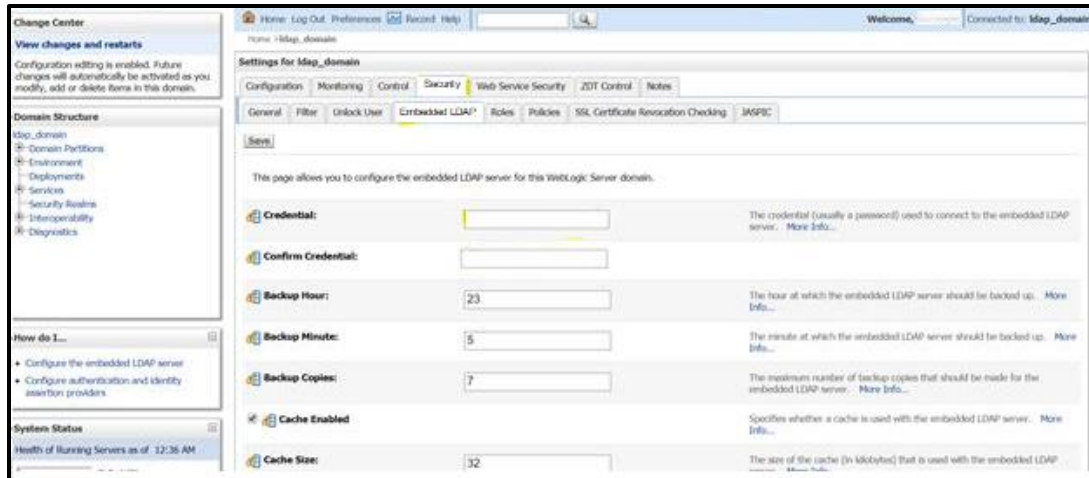 Change Center
View changes and restarts
Configuration editing is enabled. Future
changes will automatically be activated as you
modify, add or delete items in this domain.
Domain Structure
ldap_domain
Domain Partitions
Environment
Deployments
Services
Security Realms
Interoperability
Diagnostics
How do I...
Configure the embedded LDAP server
Configure authentication and identity
assertion providers
System Status
Health of Running Servers as of 12:36 AM
Home Log Out Preferences Record Help
Welcome,
Connected to: ldap_domain
Home >ldap_domain
Settings for ldap_domain
Configuration Monitoring Control Security Web Service Security ZDT Control Notes
General Filter Unlock User Embedded LDAP Roles Policies SSL Certificate Revocation Checking JASPIC
Save
This page allows you to configure the embedded LDAP server for this WebLogic Server domain.
Credential:
The credential (usually a password) used to connect to the embedded LDAP
server. More Info...
Confirm Credential:
Backup Hour:
23
The hour at which the embedded LDAP server should be backed up. More
Info...
Backup Minute:
5
The minute at which the embedded LDAP server should be backed up. More
Info...
Backup Copies:
7
The maximum number of backup copies that should be made for the
embedded LDAP server. More Info...
Cache Enabled
Specifies whether a cache is used with the embedded LDAP server. More
Info...
Cache Size:
32
The size of the cache (in kilobytes) that is used with the embedded LDAP